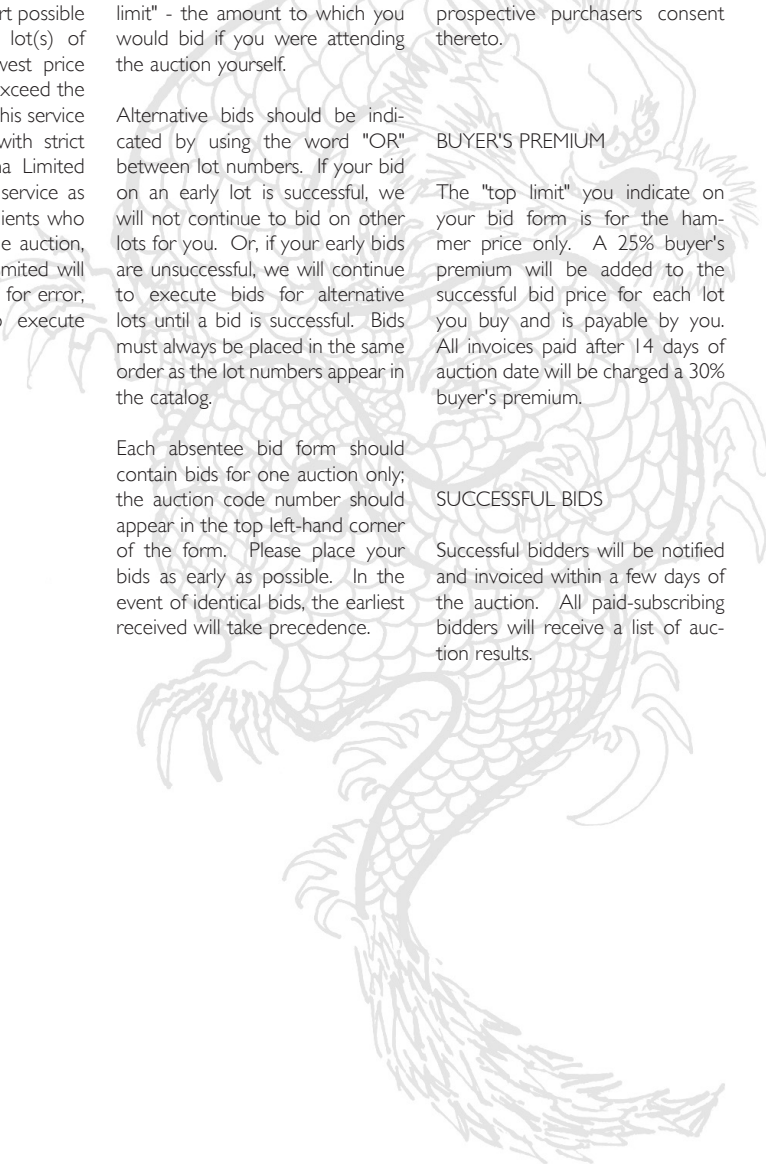 rt possible
lot(s) of
vest price
xceed the
his service
with strict
na Limited
service as
ients who
e auction,
mited will
for error,
o execute
limit" - the amount to which you
would bid if you were attending
the auction yourself.
Alternative bids should be indi-
cated by using the word "OR"
between lot numbers. If your bid
on an early lot is successful, we
will not continue to bid on other
lots for you. Or, if your early bids
are unsuccessful, we will continue
to execute bids for alternative
lots until a bid is successful. Bids
must always be placed in the same
order as the lot numbers appear in
the catalog.
Each absentee bid form should
contain bids for one auction only;
the auction code number should
appear in the top left-hand corner
of the form. Please place your
bids as early as possible. In the
event of identical bids, the earliest
received will take precedence.
prospective purchasers consent
thereto.
BUYER'S PREMIUM
The "top limit" you indicate on
your bid form is for the ham-
mer price only. A 25% buyer's
premium will be added to the
successful bid price for each lot
you buy and is payable by you.
All invoices paid after 14 days of
auction date will be charged a 30%
buyer's premium.
SUCCESSFUL BIDS
Successful bidders will be notified
and invoiced within a few days of
the auction. All paid-subscribing
bidders will receive a list of auc-
tion results.